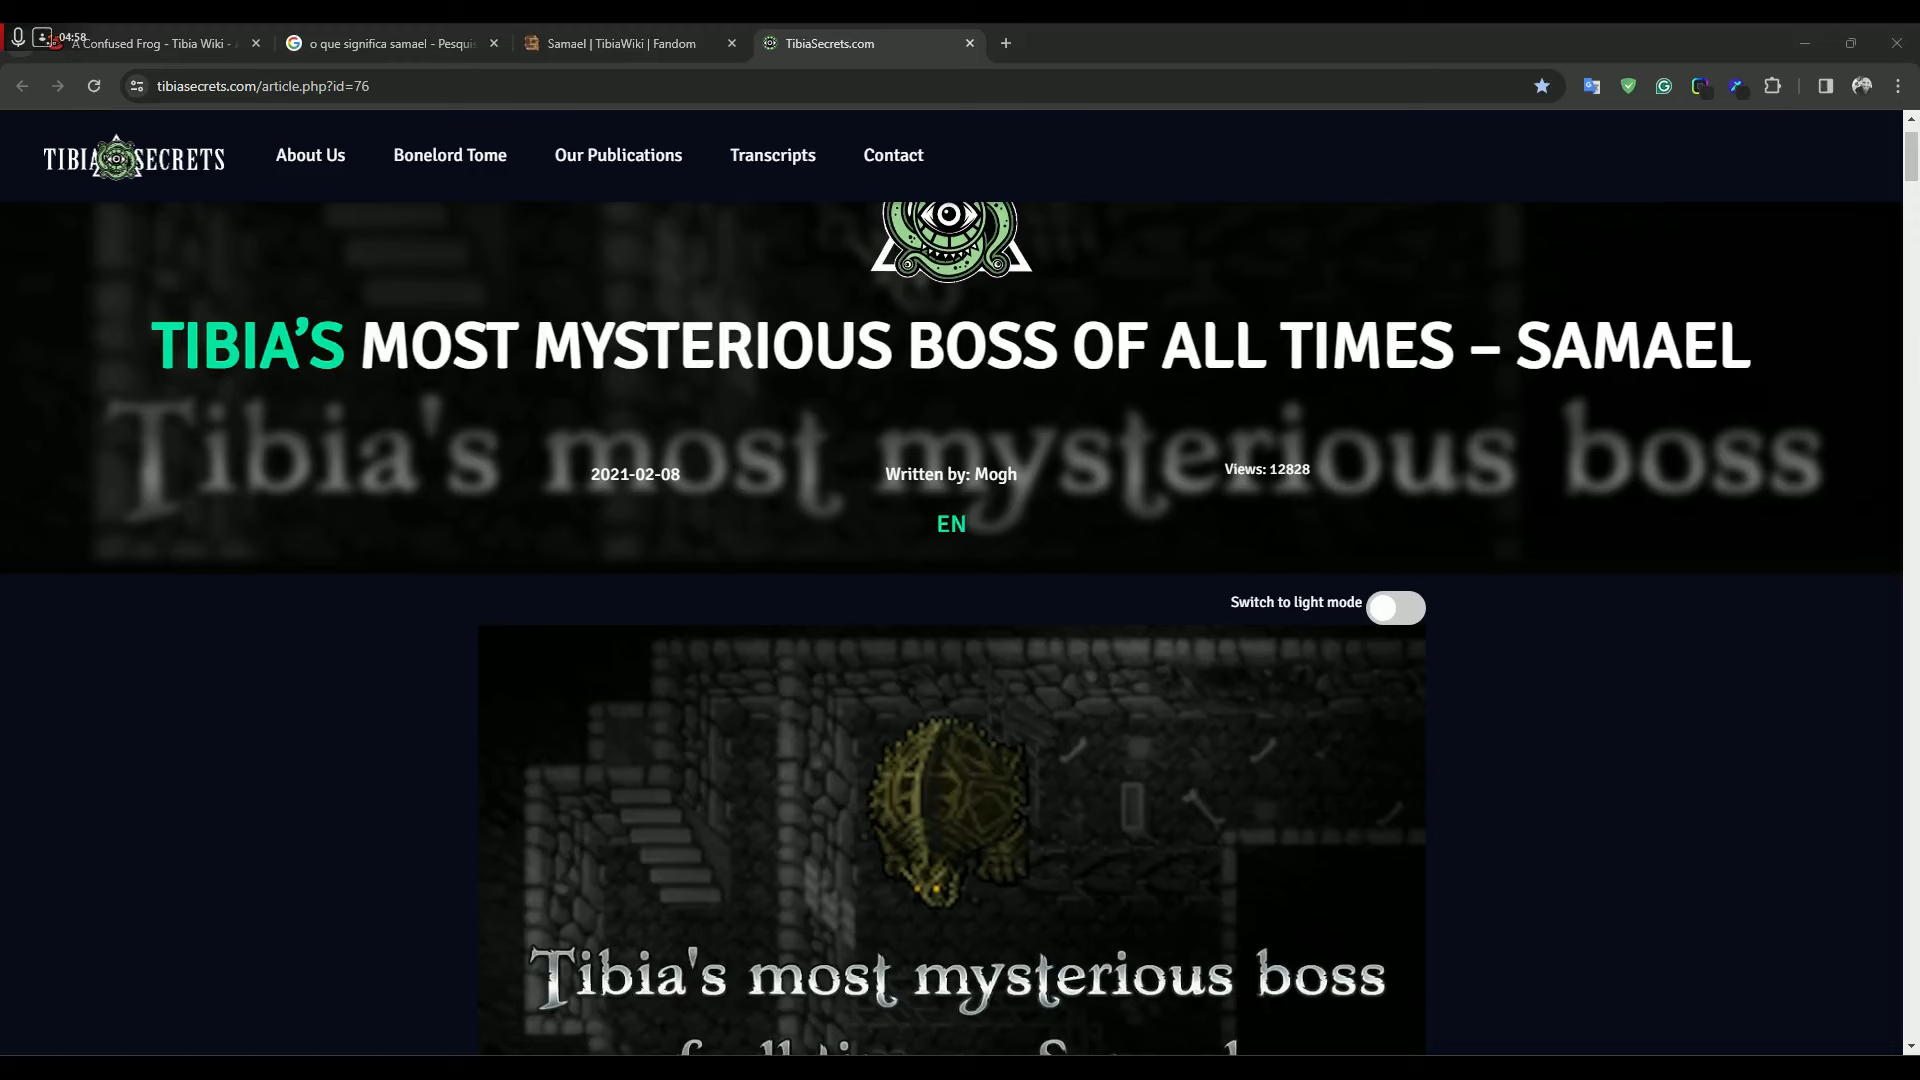 04:58
A Confused Frog - Tibia Wiki -
o que significa samael - Pesquis
Samael | TibiaWiki | Fandom
TibiaSecrets.com
tibiasecrets.com/article.php?id=76
TIBIA SECRETS
About Us
Bonelord Tome
Our Publications
Transcripts
Contact
TIBIA’S MOST MYSTERIOUS BOSS OF ALL TIMES – SAMAEL
Tibia's most mysterious boss
2021-02-08
Written by: Mogh
Views: 12828
EN
Switch to light mode
Tibia's most mysterious boss